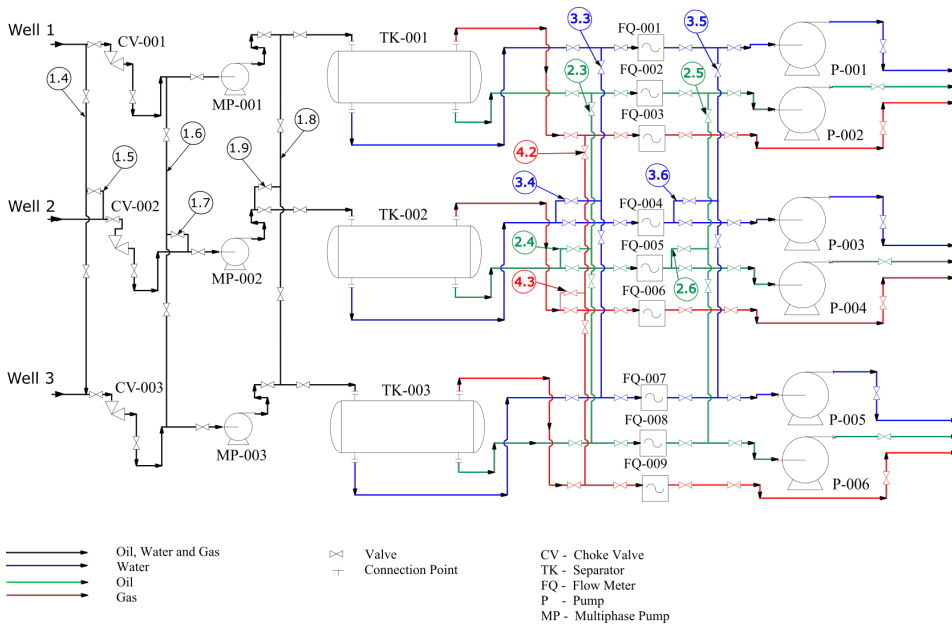 Well 1
CV-001
MP-001
TK-001
3.3
FQ-001
3.5
P-001
1.4
2.3
FQ-002
2.5
FQ-003
P-002
1.5
1.6
1.8
4.2
1.9
3.4
3.6
Well 2
CV-002
1.7
MP-002
TK-002
FQ-004
P-003
2.4
FQ-005
4.3
2.6
FQ-006
P-004
Well 3
CV-003
MP-003
TK-003
FQ-007
P-005
FQ-008
FQ-009
P-006
Oil, Water and Gas
Water
Oil
Gas
Valve
Connection Point
CV - Choke Valve
TK - Separator
FQ - Flow Meter
P - Pump
MP - Multiphase Pump